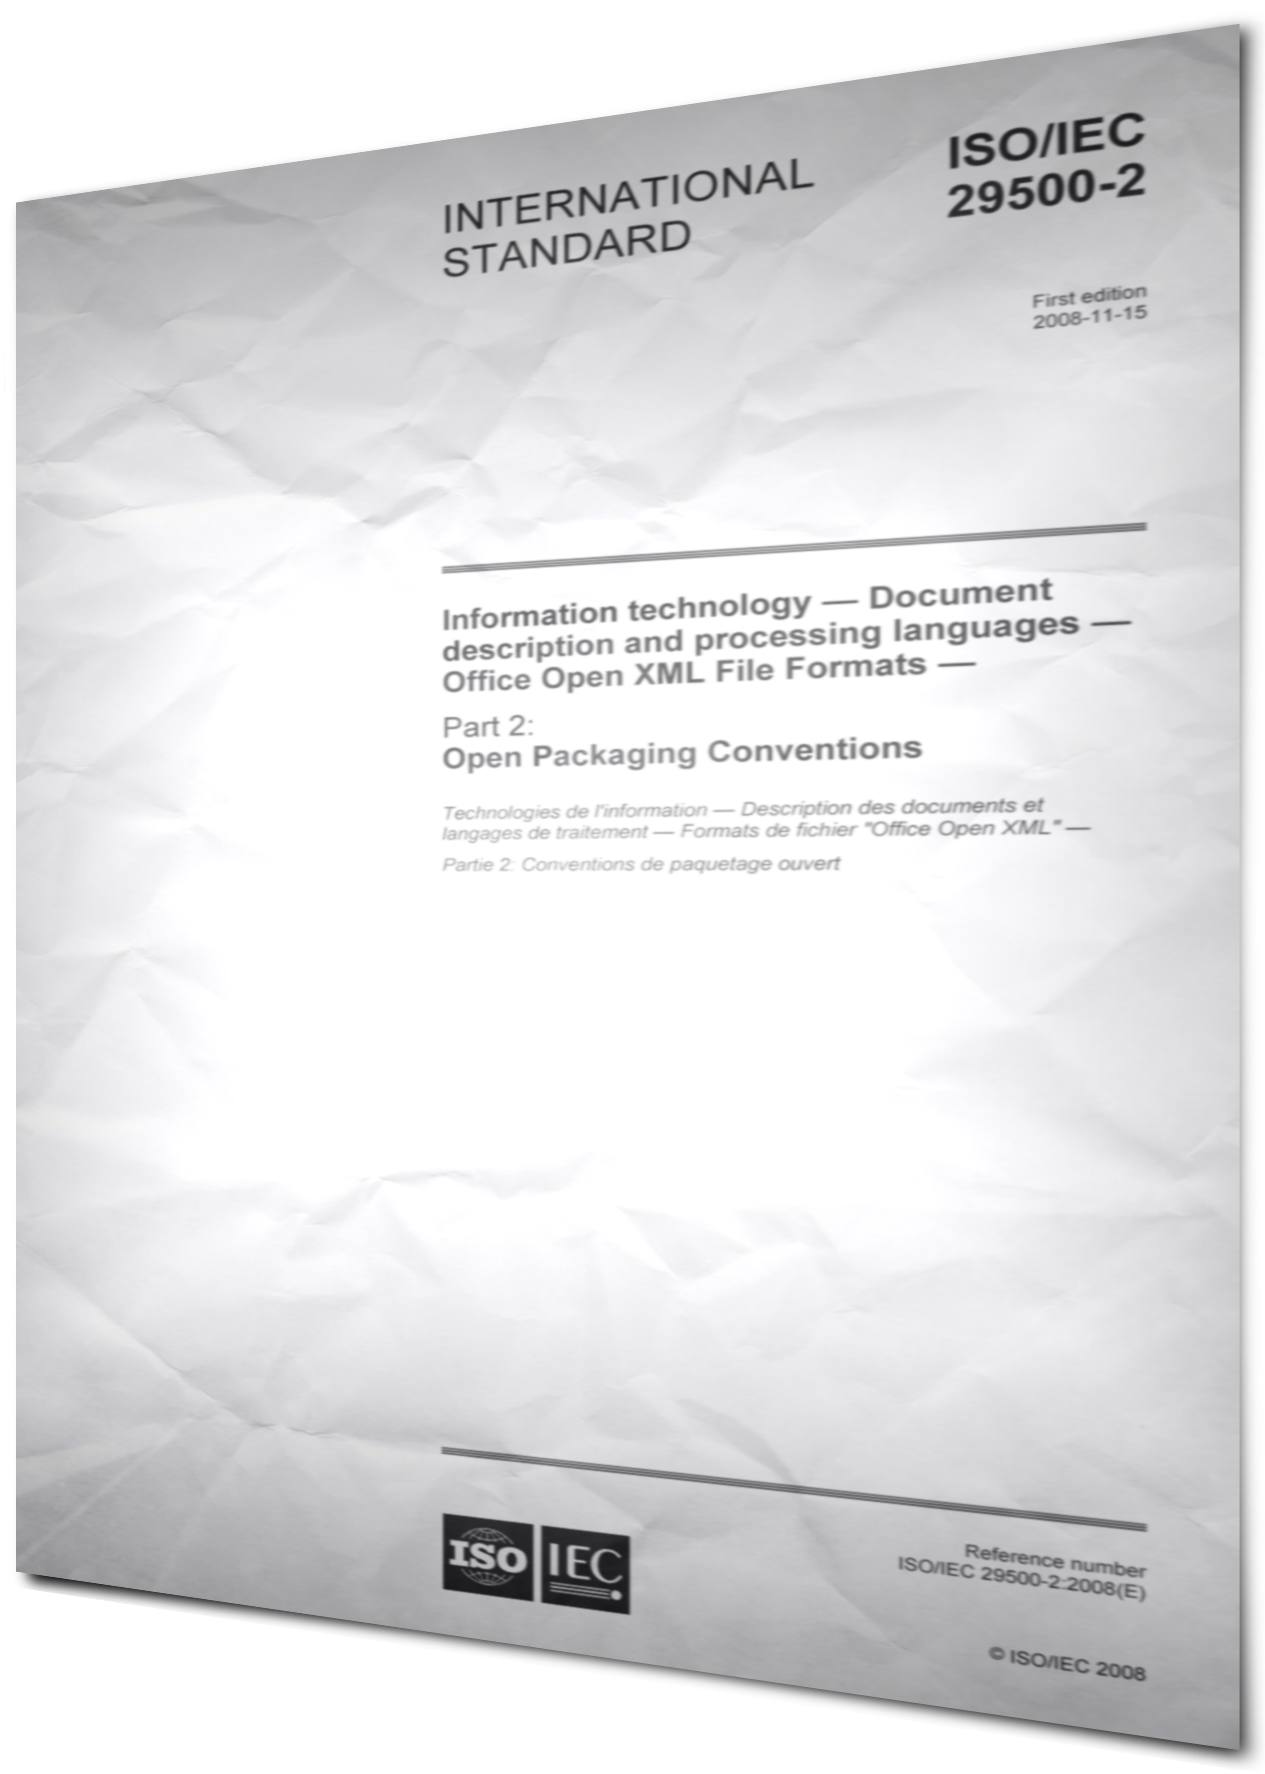 INTERNATIONAL
STANDARD
ISO/IEC
29500-2
First edition
2008-11-15
Information technology — Document
description and processing languages —
Office Open XML File Formats —
Part 2:
Open Packaging Conventions
Technologies de l'information — Description des documents et
langages de traitement — Formats de fichier "Office Open XML" —
Partie 2: Conventions de paquetage ouvert
ISO IEC
Reference number
ISO/IEC 29500-2:2008(E)
© ISO/IEC 2008